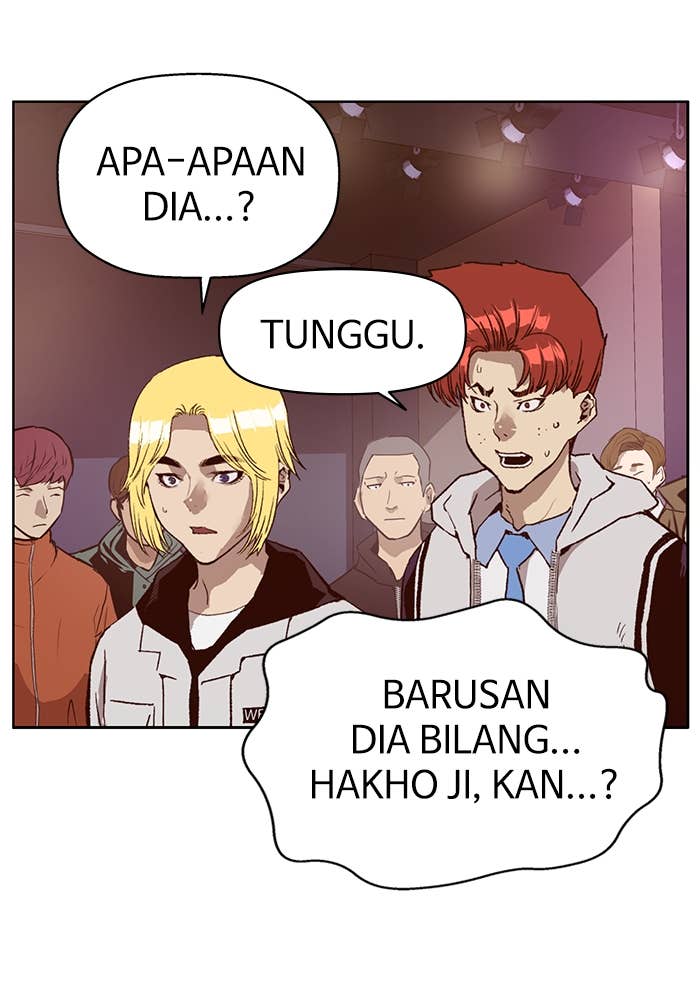 APA-APAAN
DIA...?
TUNGGU.
BARUSAN
DIA BILANG...
HAKHO JI, KAN...?